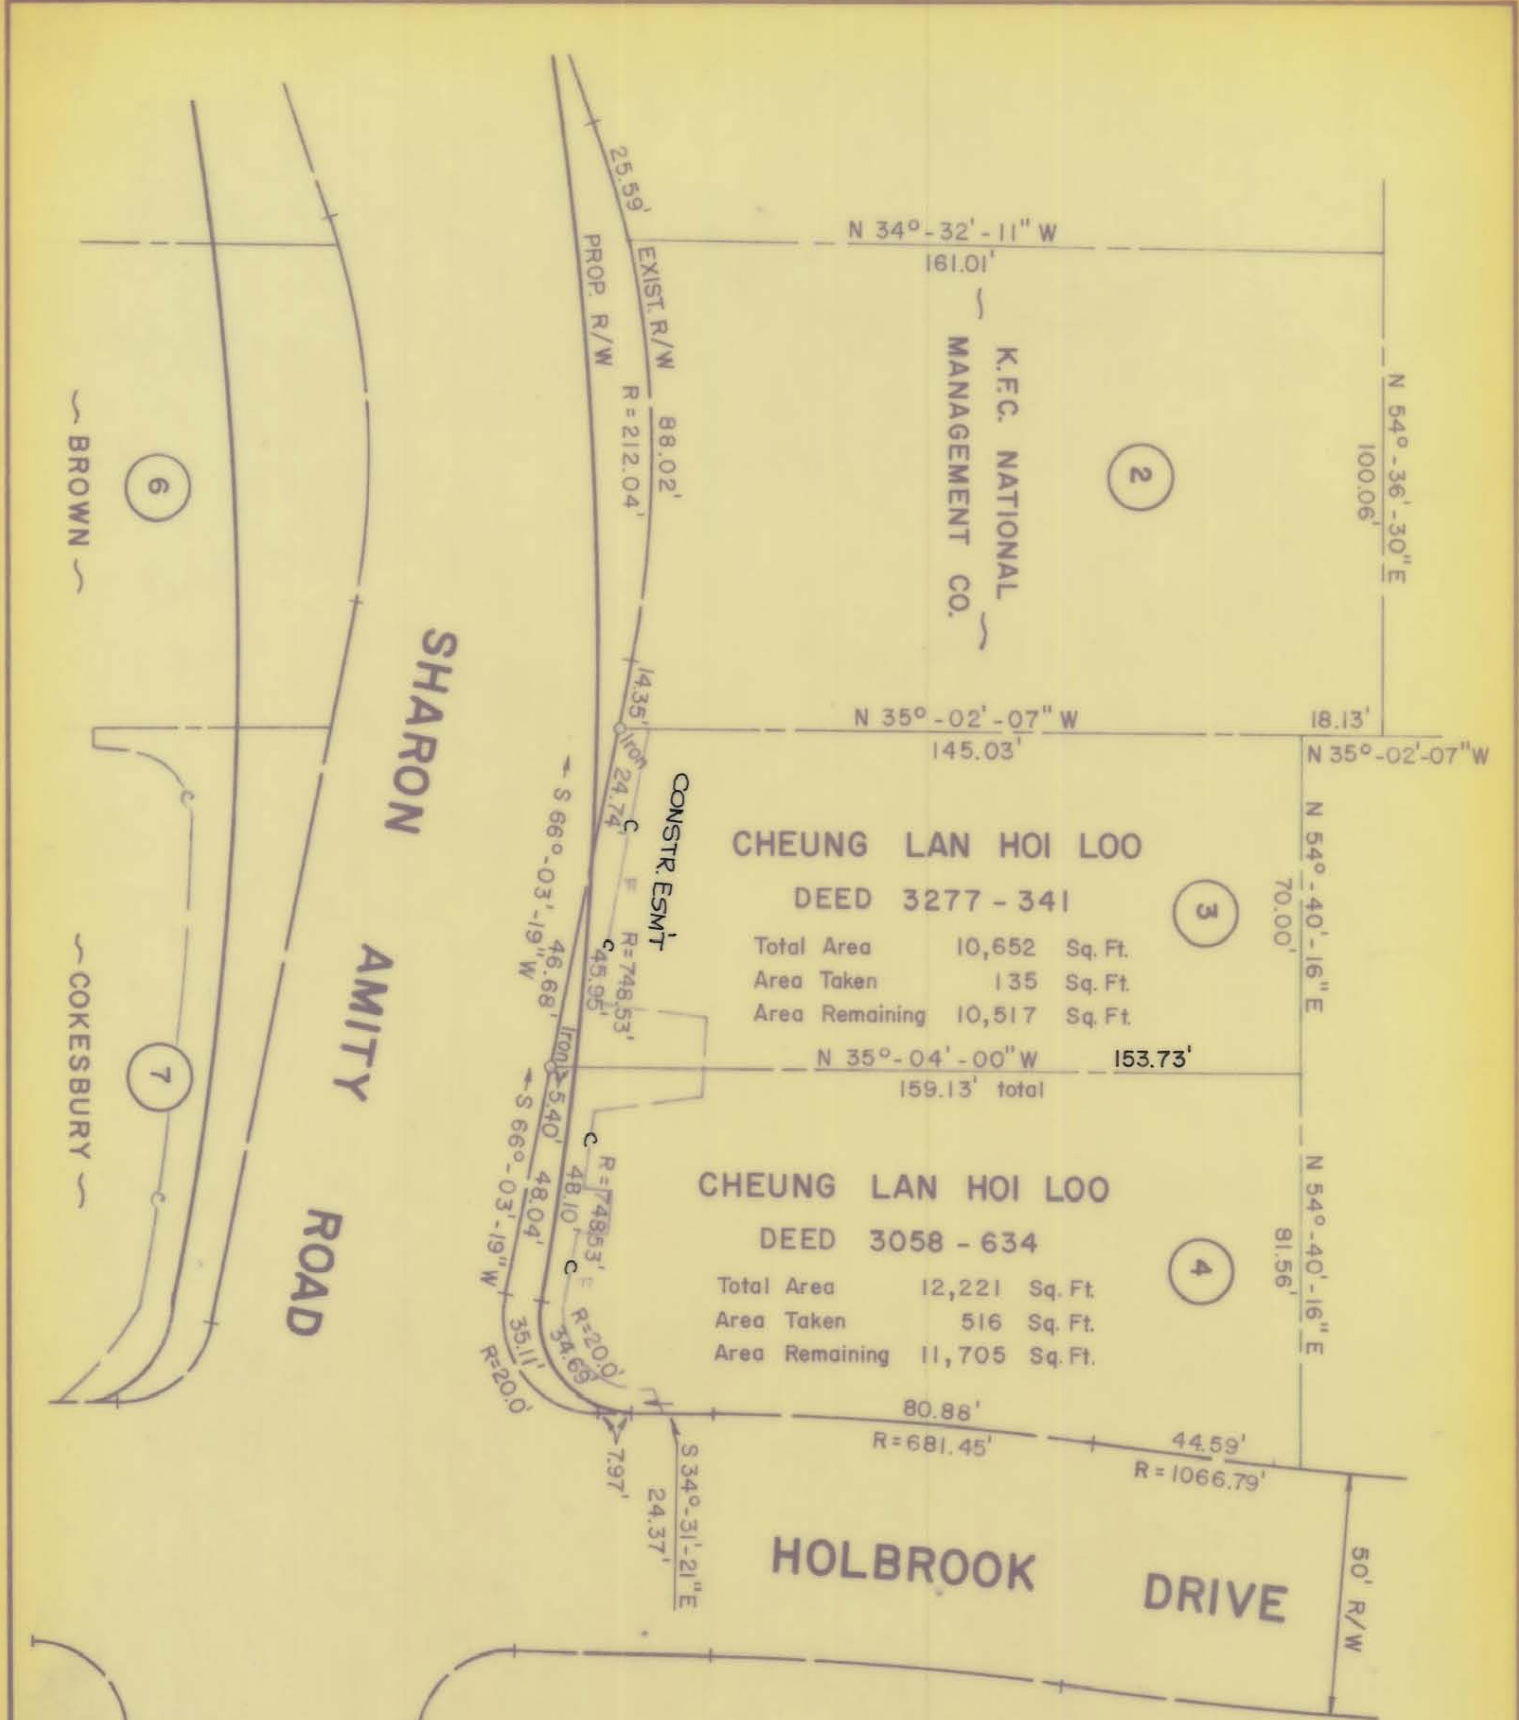 25.59'
EXIST. R/W
PROP. R/W
88.02'
R = 212.04'
N 34° - 32' - 11" W
161.01'
~ K.F.C. NATIONAL
MANAGEMENT CO. ~
2
N 54° - 36' - 30" E
100.06'
~ BROWN ~
6
14.35'
Iron
24.74'
N 35° - 02' - 07" W
145.03'
18.13'
N 35° - 02' - 07" W
CONSTR. ESM'T
CHEUNG LAN HOI LOO
DEED 3277 - 341
Total Area 10,652 Sq. Ft.
Area Taken 135 Sq. Ft.
Area Remaining 10,517 Sq. Ft.
3
N 54° - 40' - 16" E
70.00'
C
F
C
R = 748.53'
45.95'
S 66° - 03' - 19" W
46.68'
Iron
5.40'
N 35° - 04' - 00" W
153.73'
159.13' total
SHARON AMITY ROAD
~ COKESBURY ~
7
C
C
CHEUNG LAN HOI LOO
DEED 3058 - 634
Total Area 12,221 Sq. Ft.
Area Taken 516 Sq. Ft.
Area Remaining 11,705 Sq. Ft.
4
N 54° - 40' - 16" E
81.56'
C
R = 748.53'
48.10'
C
F
S 66° - 03' - 19" W
48.04'
R = 20.0'
34.69'
35.11'
R = 20.0'
7.97'
S 34° - 31' - 21" E
24.37'
80.88'
R = 681.45'
44.59'
R = 1066.79'
HOLBROOK DRIVE
50' R/W